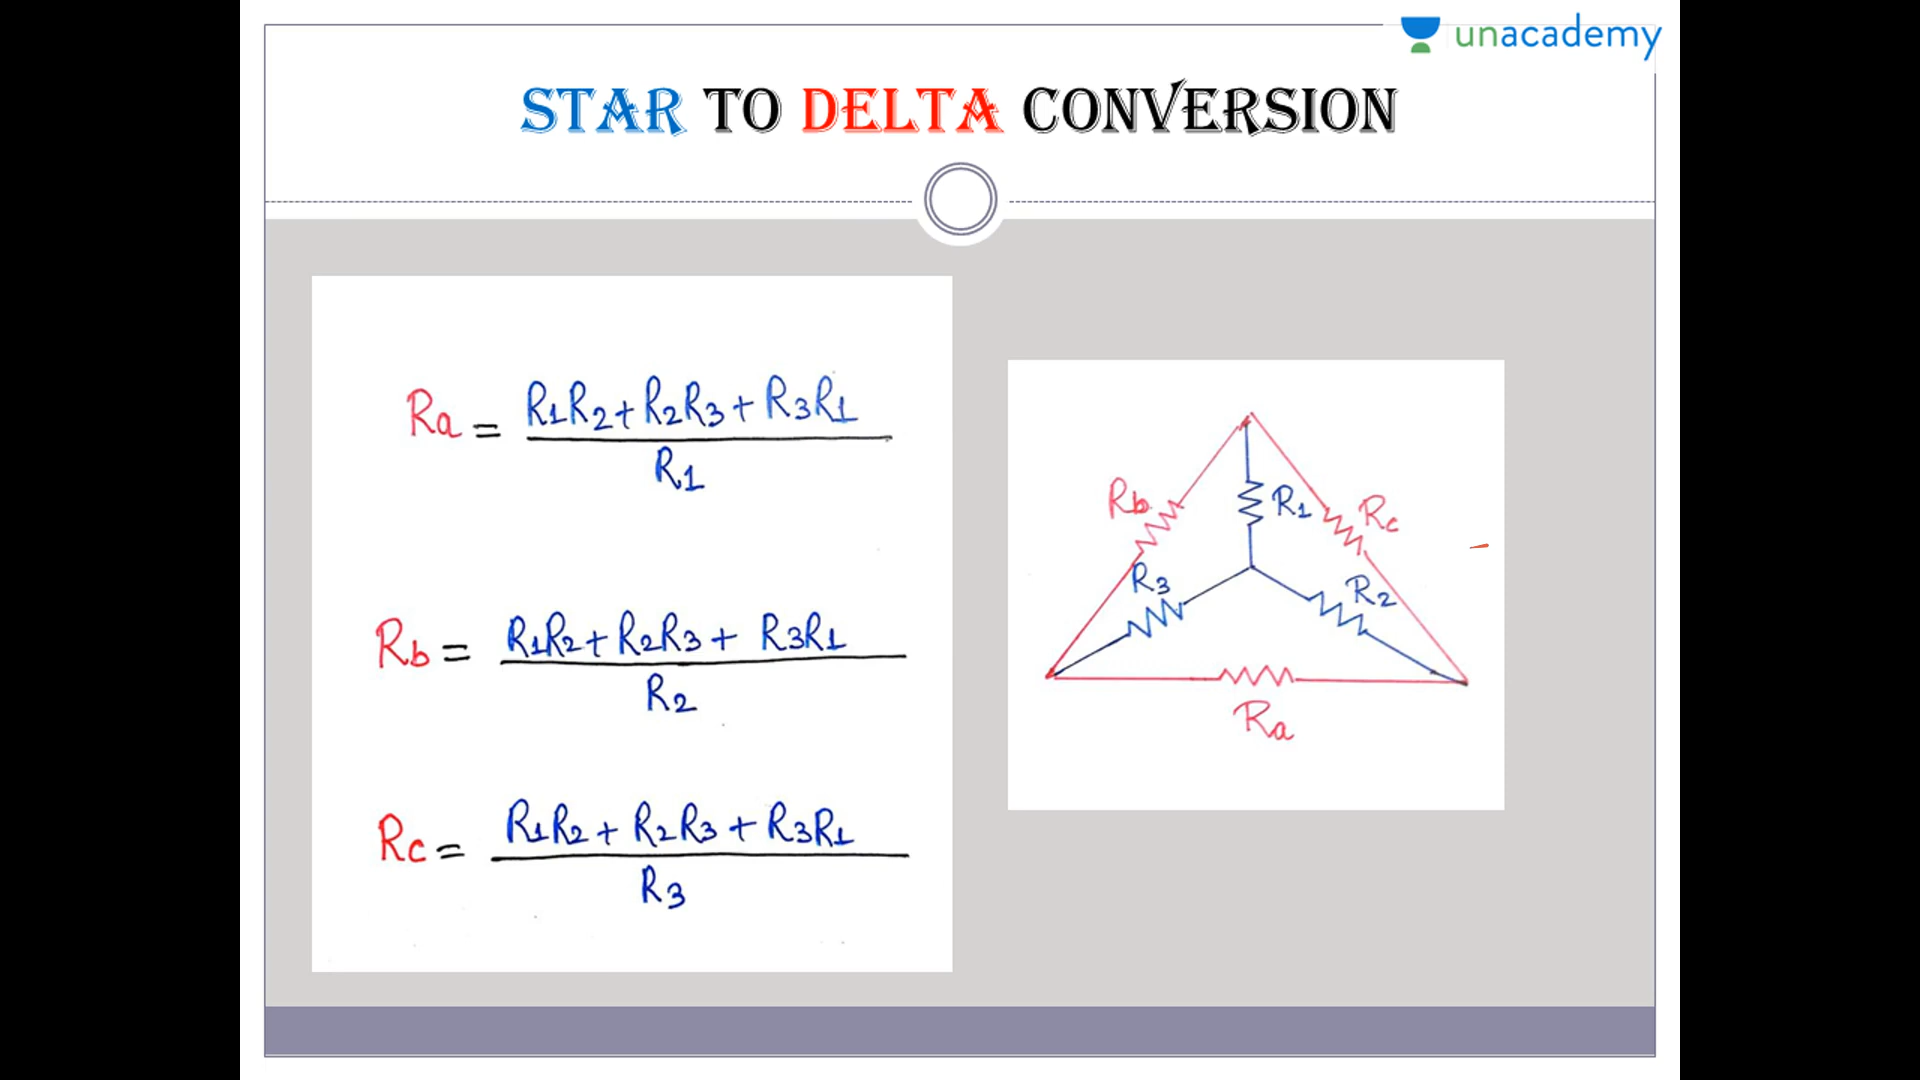 unacademy
STAR TO DELTA CONVERSION
Ra = R1R2 + R2R3 + R3R1
R1
Rb = R1R2 + R2R3 + R3R1
R2
Rc = R1R2 + R2R3 + R3R1
R3
Rb
R1
Rc
R3
R2
Ra